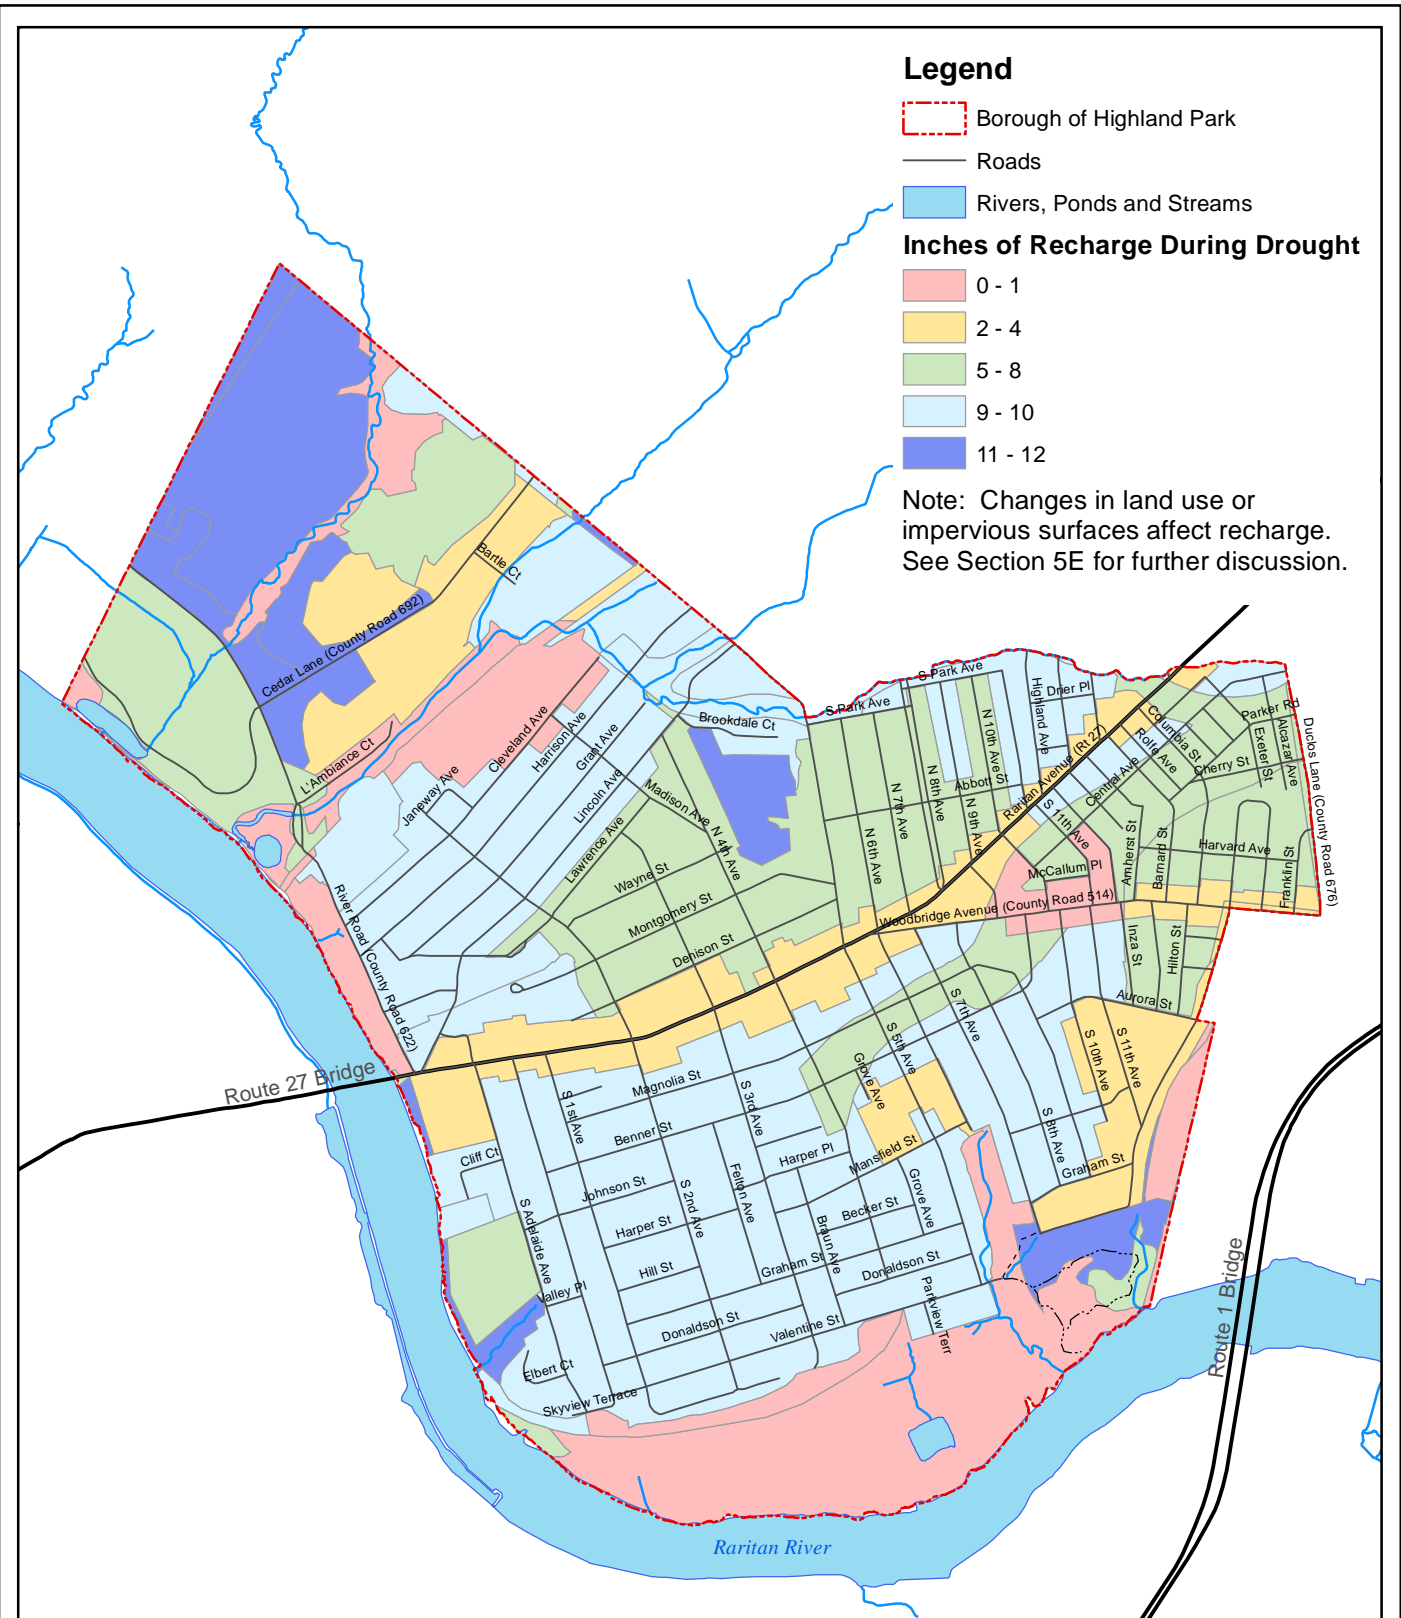 Legend
Borough of Highland Park
Roads
Rivers, Ponds and Streams
Inches of Recharge During Drought
0 - 1
2 - 4
5 - 8
9 - 10
11 - 12
Note: Changes in land use or
impervious surfaces affect recharge.
See Section 5E for further discussion.
Bartle Ct
Cedar Lane (County Road 692)
L'Ambiance Ct
Cleveland Ave
Harrison Ave
Grant Ave
Lincoln Ave
Janeway Ave
Lawrence Ave
Madison Ave
N 4th Ave
Wayne St
Montgomery St
Denison St
Brookdale Ct
S Park Ave
S Park Ave
Highland Ave
Drier Pl
N 10th Ave
Abbott St
N 9th Ave
N 8th Ave
N 7th Ave
N 6th Ave
Raritan Avenue (Rt 27)
Columbia St
Rolfe Ave
Central Ave
Cherry St
Parker Rd
Alcazar Ave
Exeter St
Duclos Lane (County Road 676)
S 11th Ave
McCallum Pl
Amherst St
Barnard St
Harvard Ave
Franklin St
Woodbridge Avenue (County Road 514)
Inza St
Hilton St
Aurora St
River Road (County Road 622)
Route 27 Bridge
S 7th Ave
S 5th Ave
Grove Ave
S 10th Ave
S 11th Ave
S 8th Ave
Graham St
Magnolia St
S 1st Ave
S 3rd Ave
Benner St
Cliff Ct
Johnson St
Felton Ave
Harper Pl
Mansfield St
S 2nd Ave
S Adelaide Ave
Harper St
Becker St
Grove Ave
Braun Ave
Hill St
Graham St
Donaldson St
Valley Pl
Donaldson St
Valentine St
Parkview Terr
Elbert Ct
Skyview Terrace
Route 1 Bridge
Raritan River